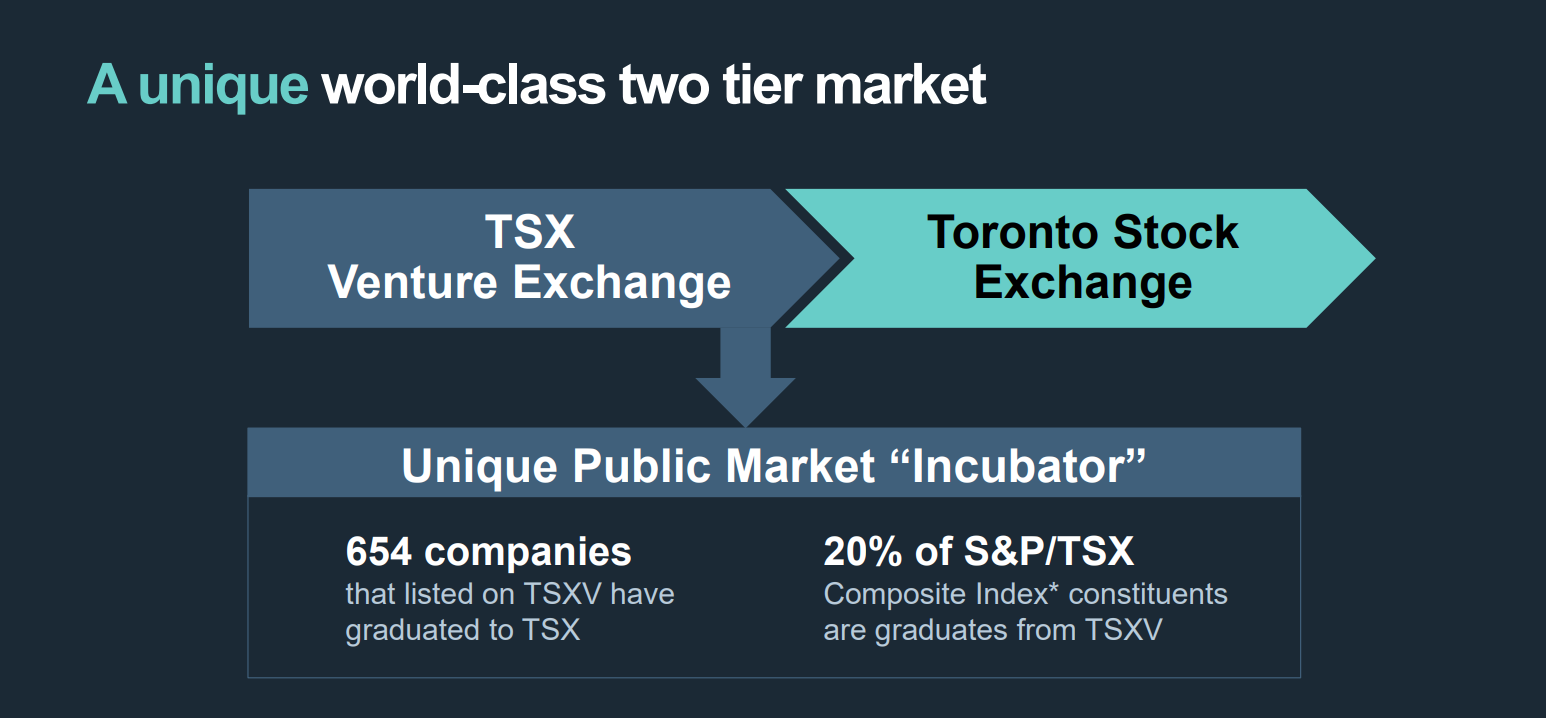 A unique world-class two tier market
TSX
Venture Exchange
Toronto Stock
Exchange
Unique Public Market “Incubator”
654 companies
that listed on TSXV have
graduated to TSX
20% of S&P/TSX
Composite Index* constituents
are graduates from TSXV